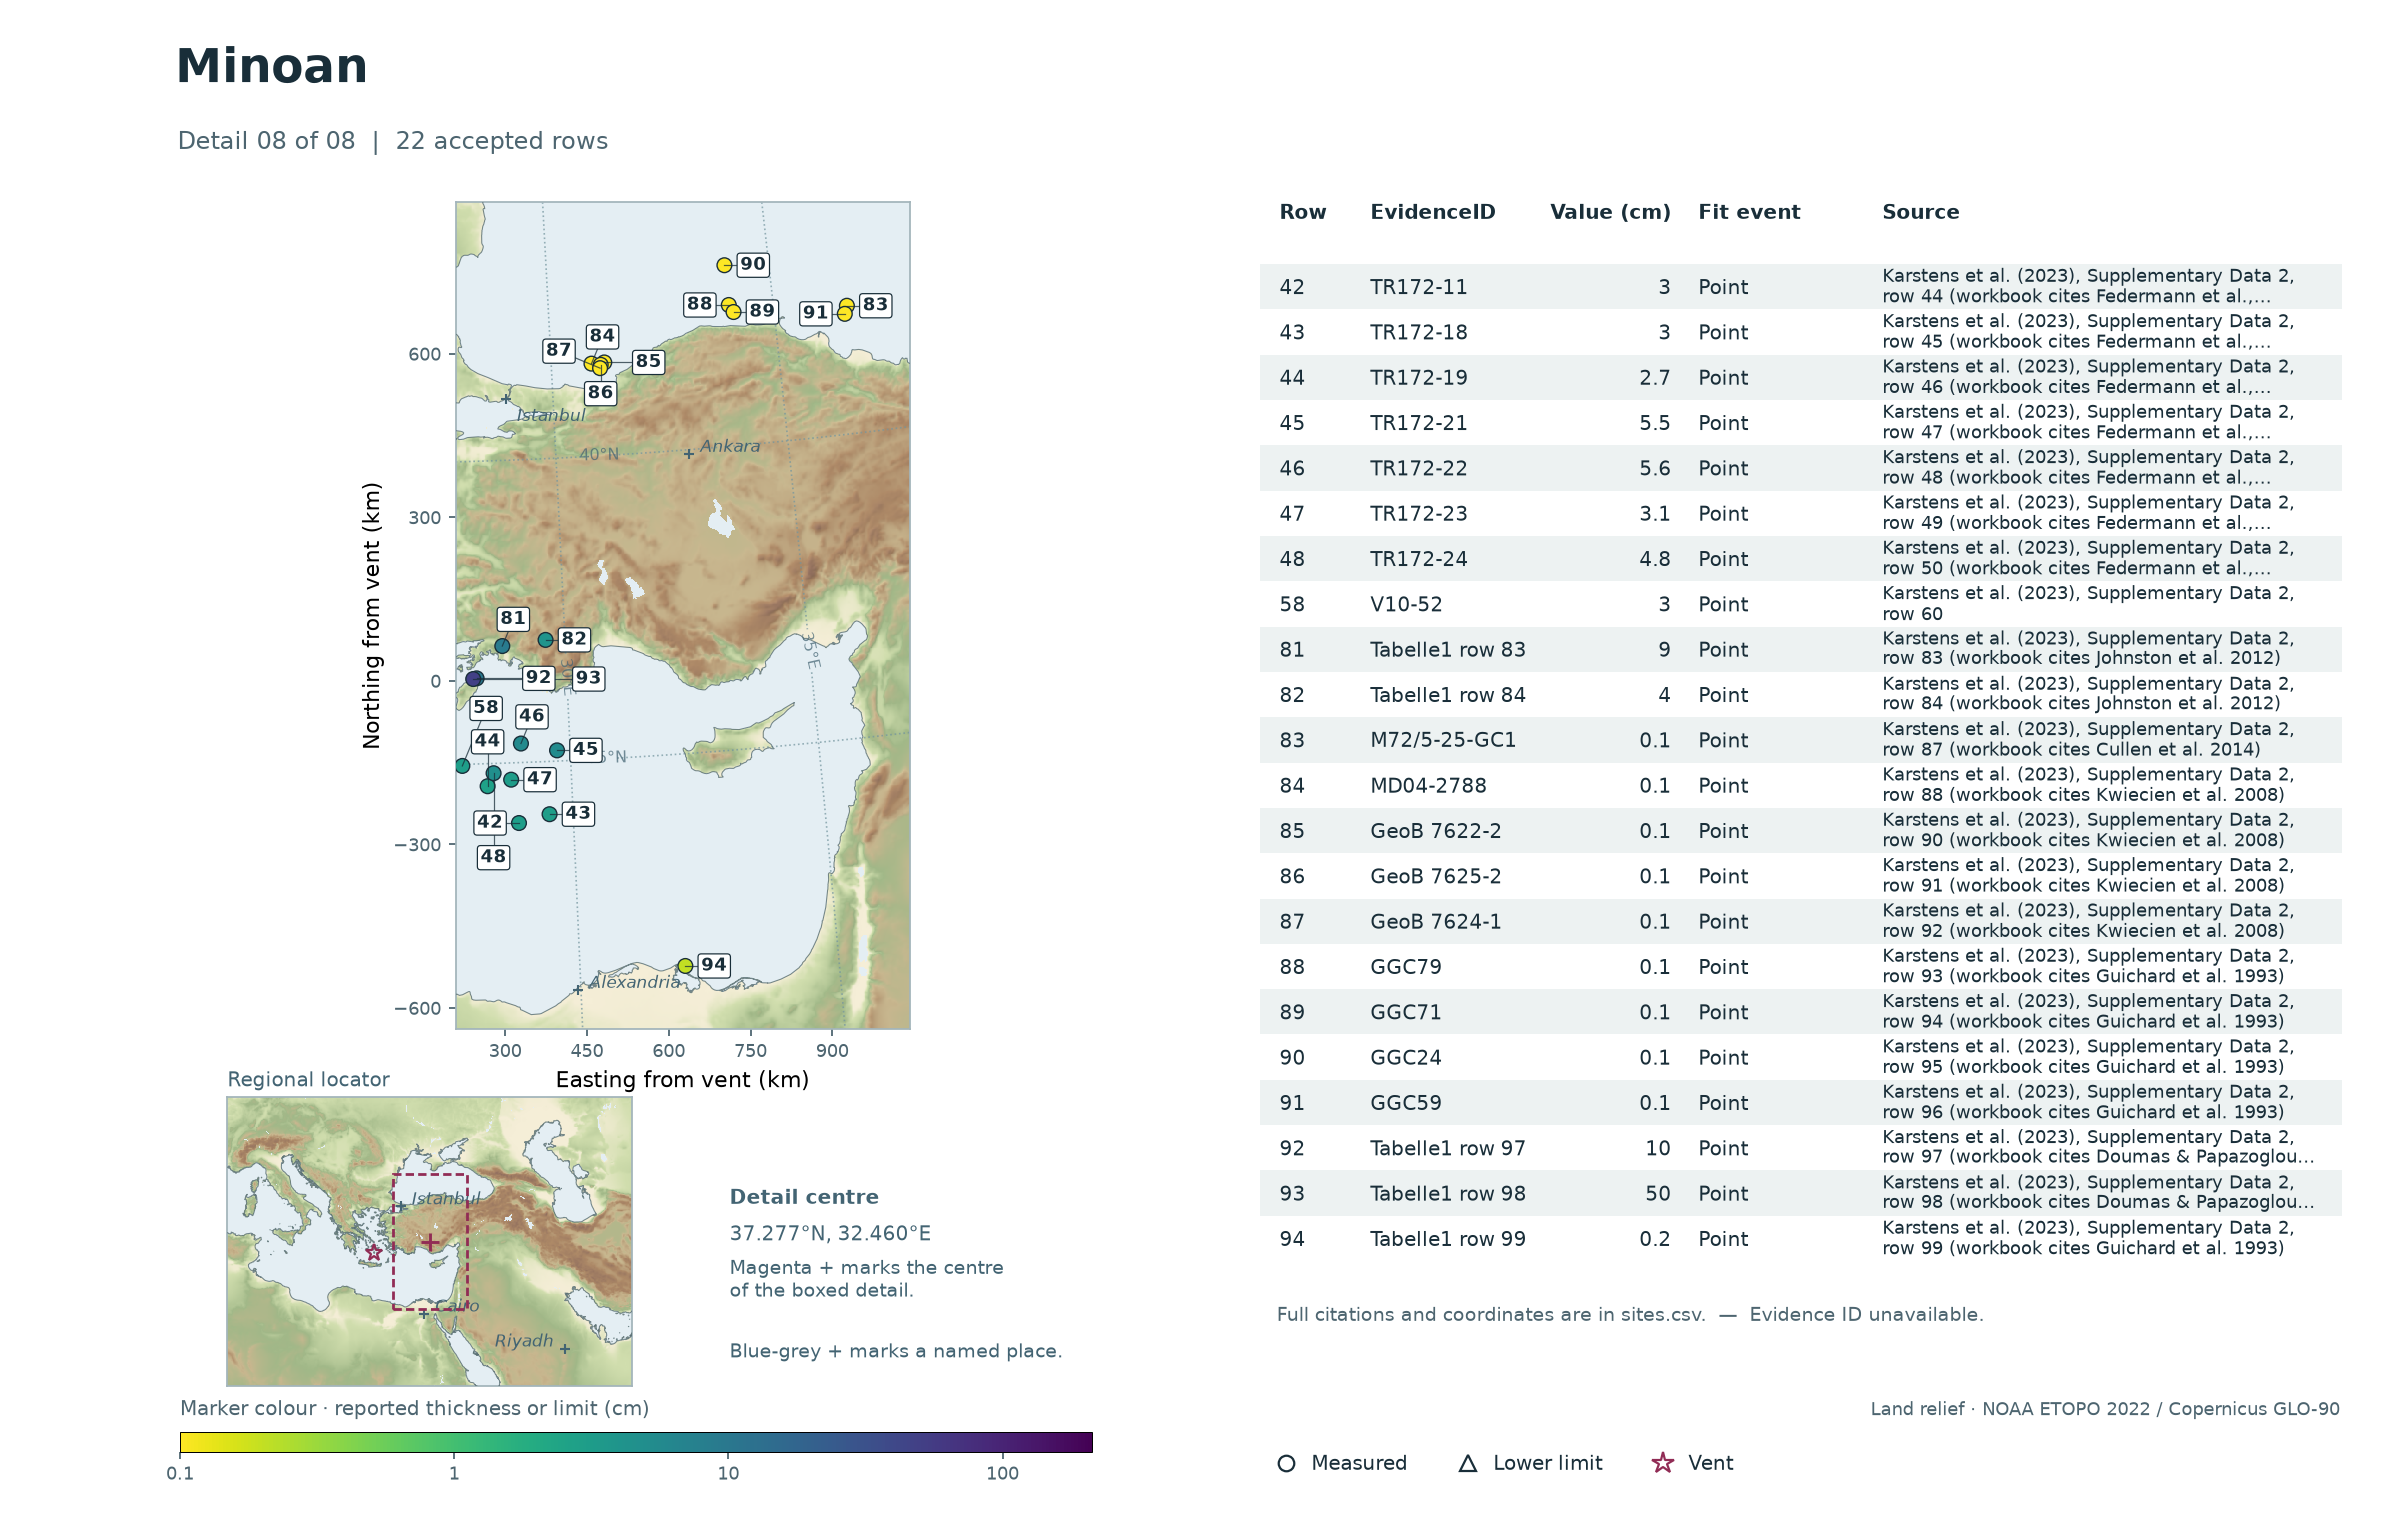 Minoan
Detail 08 of 08 | 22 accepted rows
90
88
89
91
83
84
87
85
86
Istanbul
Ankara
40°N
81
82
92
93
30°E
35°E
58
46
44
45
35°N
47
42
43
48
94
Alexandria
600
300
0
−300
−600
Northing from vent (km)
300 450 600 750 900
Easting from vent (km)
Regional locator
Istanbul
Cairo
Riyadh
Detail centre
37.277°N, 32.460°E
Magenta + marks the centre
of the boxed detail.
Blue-grey + marks a named place.
Marker colour · reported thickness or limit (cm)
0.1 1 10 100
Row EvidenceID Value (cm) Fit event Source
42 TR172-11 3 Point Karstens et al. (2023), Supplementary Data 2,
row 44 (workbook cites Federmann et al.,…
43 TR172-18 3 Point Karstens et al. (2023), Supplementary Data 2,
row 45 (workbook cites Federmann et al.,…
44 TR172-19 2.7 Point Karstens et al. (2023), Supplementary Data 2,
row 46 (workbook cites Federmann et al.,…
45 TR172-21 5.5 Point Karstens et al. (2023), Supplementary Data 2,
row 47 (workbook cites Federmann et al.,…
46 TR172-22 5.6 Point Karstens et al. (2023), Supplementary Data 2,
row 48 (workbook cites Federmann et al.,…
47 TR172-23 3.1 Point Karstens et al. (2023), Supplementary Data 2,
row 49 (workbook cites Federmann et al.,…
48 TR172-24 4.8 Point Karstens et al. (2023), Supplementary Data 2,
row 50 (workbook cites Federmann et al.,…
58 V10-52 3 Point Karstens et al. (2023), Supplementary Data 2,
row 60
81 Tabelle1 row 83 9 Point Karstens et al. (2023), Supplementary Data 2,
row 83 (workbook cites Johnston et al. 2012)
82 Tabelle1 row 84 4 Point Karstens et al. (2023), Supplementary Data 2,
row 84 (workbook cites Johnston et al. 2012)
83 M72/5-25-GC1 0.1 Point Karstens et al. (2023), Supplementary Data 2,
row 87 (workbook cites Cullen et al. 2014)
84 MD04-2788 0.1 Point Karstens et al. (2023), Supplementary Data 2,
row 88 (workbook cites Kwiecien et al. 2008)
85 GeoB 7622-2 0.1 Point Karstens et al. (2023), Supplementary Data 2,
row 90 (workbook cites Kwiecien et al. 2008)
86 GeoB 7625-2 0.1 Point Karstens et al. (2023), Supplementary Data 2,
row 91 (workbook cites Kwiecien et al. 2008)
87 GeoB 7624-1 0.1 Point Karstens et al. (2023), Supplementary Data 2,
row 92 (workbook cites Kwiecien et al. 2008)
88 GGC79 0.1 Point Karstens et al. (2023), Supplementary Data 2,
row 93 (workbook cites Guichard et al. 1993)
89 GGC71 0.1 Point Karstens et al. (2023), Supplementary Data 2,
row 94 (workbook cites Guichard et al. 1993)
90 GGC24 0.1 Point Karstens et al. (2023), Supplementary Data 2,
row 95 (workbook cites Guichard et al. 1993)
91 GGC59 0.1 Point Karstens et al. (2023), Supplementary Data 2,
row 96 (workbook cites Guichard et al. 1993)
92 Tabelle1 row 97 10 Point Karstens et al. (2023), Supplementary Data 2,
row 97 (workbook cites Doumas & Papazoglou…
93 Tabelle1 row 98 50 Point Karstens et al. (2023), Supplementary Data 2,
row 98 (workbook cites Doumas & Papazoglou…
94 Tabelle1 row 99 0.2 Point Karstens et al. (2023), Supplementary Data 2,
row 99 (workbook cites Guichard et al. 1993)
Full citations and coordinates are in sites.csv. — Evidence ID unavailable.
Land relief · NOAA ETOPO 2022 / Copernicus GLO-90
Measured Lower limit Vent